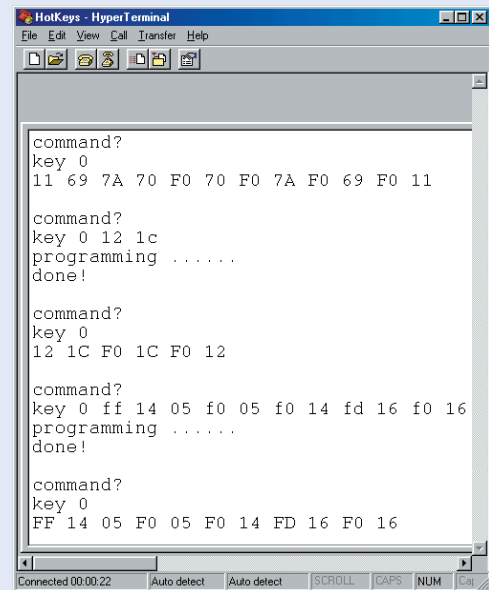 HotKeys - HyperTerminal
File Edit View Call Transfer Help
command?
key 0
11 69 7A 70 F0 70 F0 7A F0 69 F0 11
command?
key 0 12 1c
programming ......
done!
command?
key 0
12 1C F0 1C F0 12
command?
key 0 ff 14 05 f0 05 f0 14 fd 16 f0 16
programming ......
done!
command?
key 0
FF 14 05 F0 05 F0 14 FD 16 F0 16
Connected 00:00:22 Auto detect Auto detect SCROLL CAPS NUM Ca